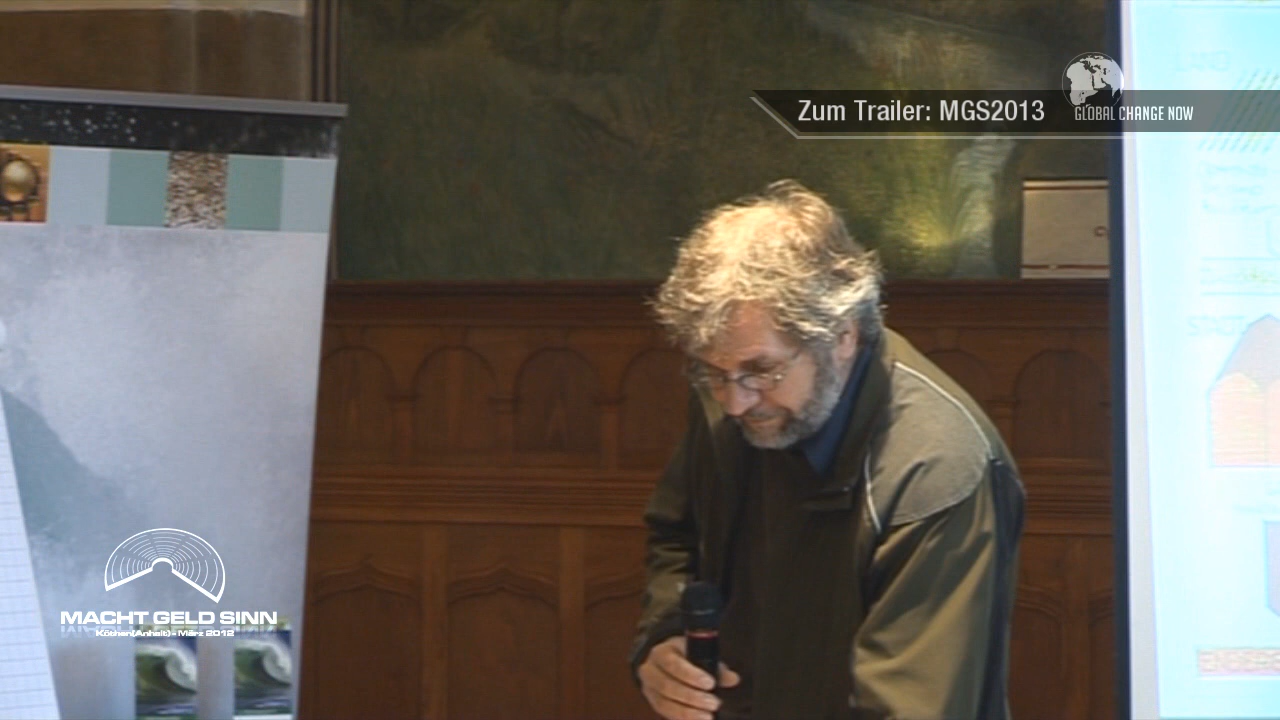 Zum Trailer: MGS2013
GLOBAL CHANGE NOW
MACHT GELD SINN
Köthen(Anhalt) - März 2012